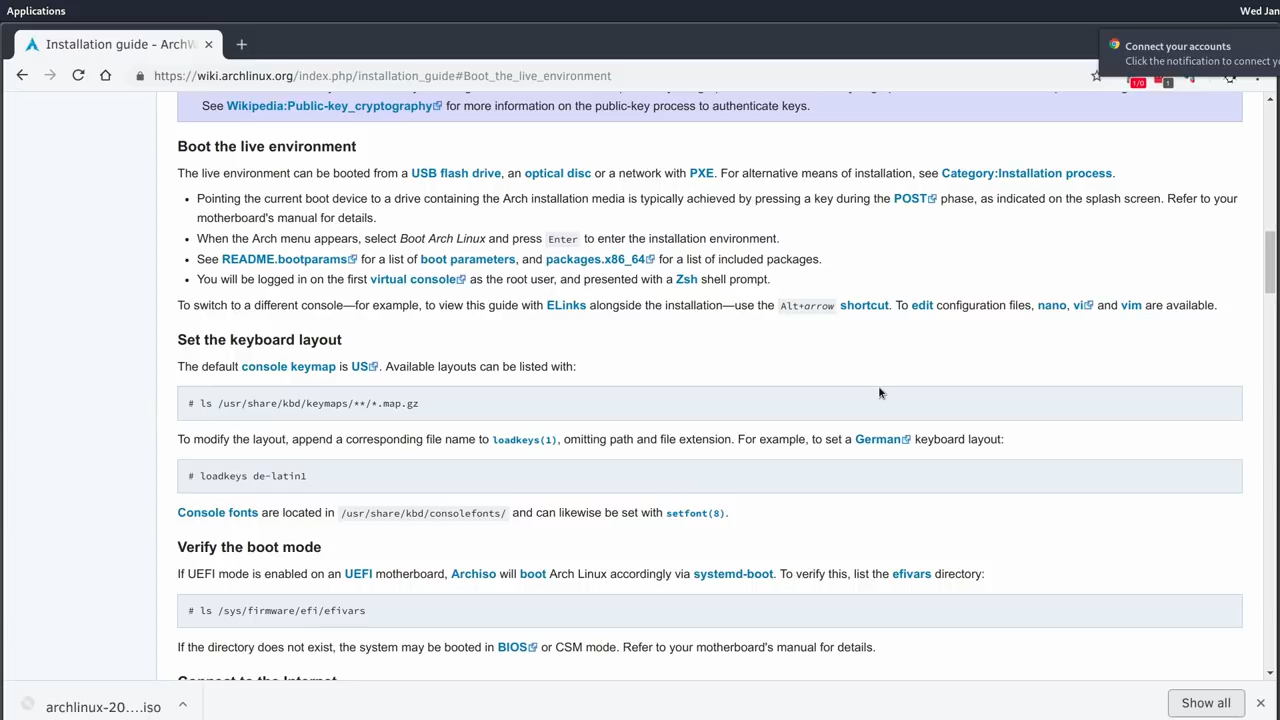 Applications
Wed Jan
Installation guide - ArchW
Connect your accounts
Click the notification to connect yo
https://wiki.archlinux.org/index.php/installation_guide#Boot_the_live_environment
1/0
1
See Wikipedia:Public-key_cryptography for more information on the public-key process to authenticate keys.
Boot the live environment
The live environment can be booted from a USB flash drive, an optical disc or a network with PXE. For alternative means of installation, see Category:Installation process.
• Pointing the current boot device to a drive containing the Arch installation media is typically achieved by pressing a key during the POST phase, as indicated on the splash screen. Refer to your
motherboard's manual for details.
• When the Arch menu appears, select Boot Arch Linux and press Enter to enter the installation environment.
• See README.bootparams for a list of boot parameters, and packages.x86_64 for a list of included packages.
• You will be logged in on the first virtual console as the root user, and presented with a Zsh shell prompt.
To switch to a different console—for example, to view this guide with ELinks alongside the installation—use the Alt+arrow shortcut. To edit configuration files, nano, vi and vim are available.
Set the keyboard layout
The default console keymap is US. Available layouts can be listed with:
# ls /usr/share/kbd/keymaps/**/*.map.gz
To modify the layout, append a corresponding file name to loadkeys(1), omitting path and file extension. For example, to set a German keyboard layout:
# loadkeys de-latin1
Console fonts are located in /usr/share/kbd/consolefonts/ and can likewise be set with setfont(8).
Verify the boot mode
If UEFI mode is enabled on an UEFI motherboard, Archiso will boot Arch Linux accordingly via systemd-boot. To verify this, list the efivars directory:
# ls /sys/firmware/efi/efivars
If the directory does not exist, the system may be booted in BIOS or CSM mode. Refer to your motherboard's manual for details.
Connect to the Internet
archlinux-20....iso
Show all